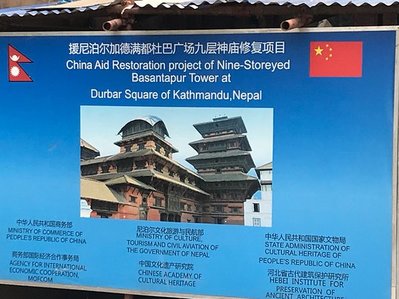 援尼泊尔加德满都杜巴广场九层神庙修复项目
China Aid Restoration project of Nine-Storeyed
Basantapur Tower at
Durbar Square of Kathmandu,Nepal
中华人民共和国商务部
MINISTRY OF COMMERCE OF
PEOPLE'S REPUBLIC OF CHINA
尼泊尔文化旅游与民航部
MINISTRY OF CULTURE,
TOURISM AND CIVIL AVIATION OF
THE GOVERNMENT OF NEPAL
中华人民共和国国家文物局
STATE ADMINISTRATION OF
CULTURAL HERITAGE OF
PEOPLE'S REPUBLIC OF CHINA
商务部国际经济合作事务局
AGENCY FOR INTERNATIONAL
ECONOMIC COOPERATION,
MOFCOM
中国文化遗产研究院
CHINESE ACADEMY OF
CULTURAL HERITAGE
河北省古代建筑保护研究所
HEBEI INSTITUTE FOR
PRESERVATION OF
ANCIENT ARCHITECTURE